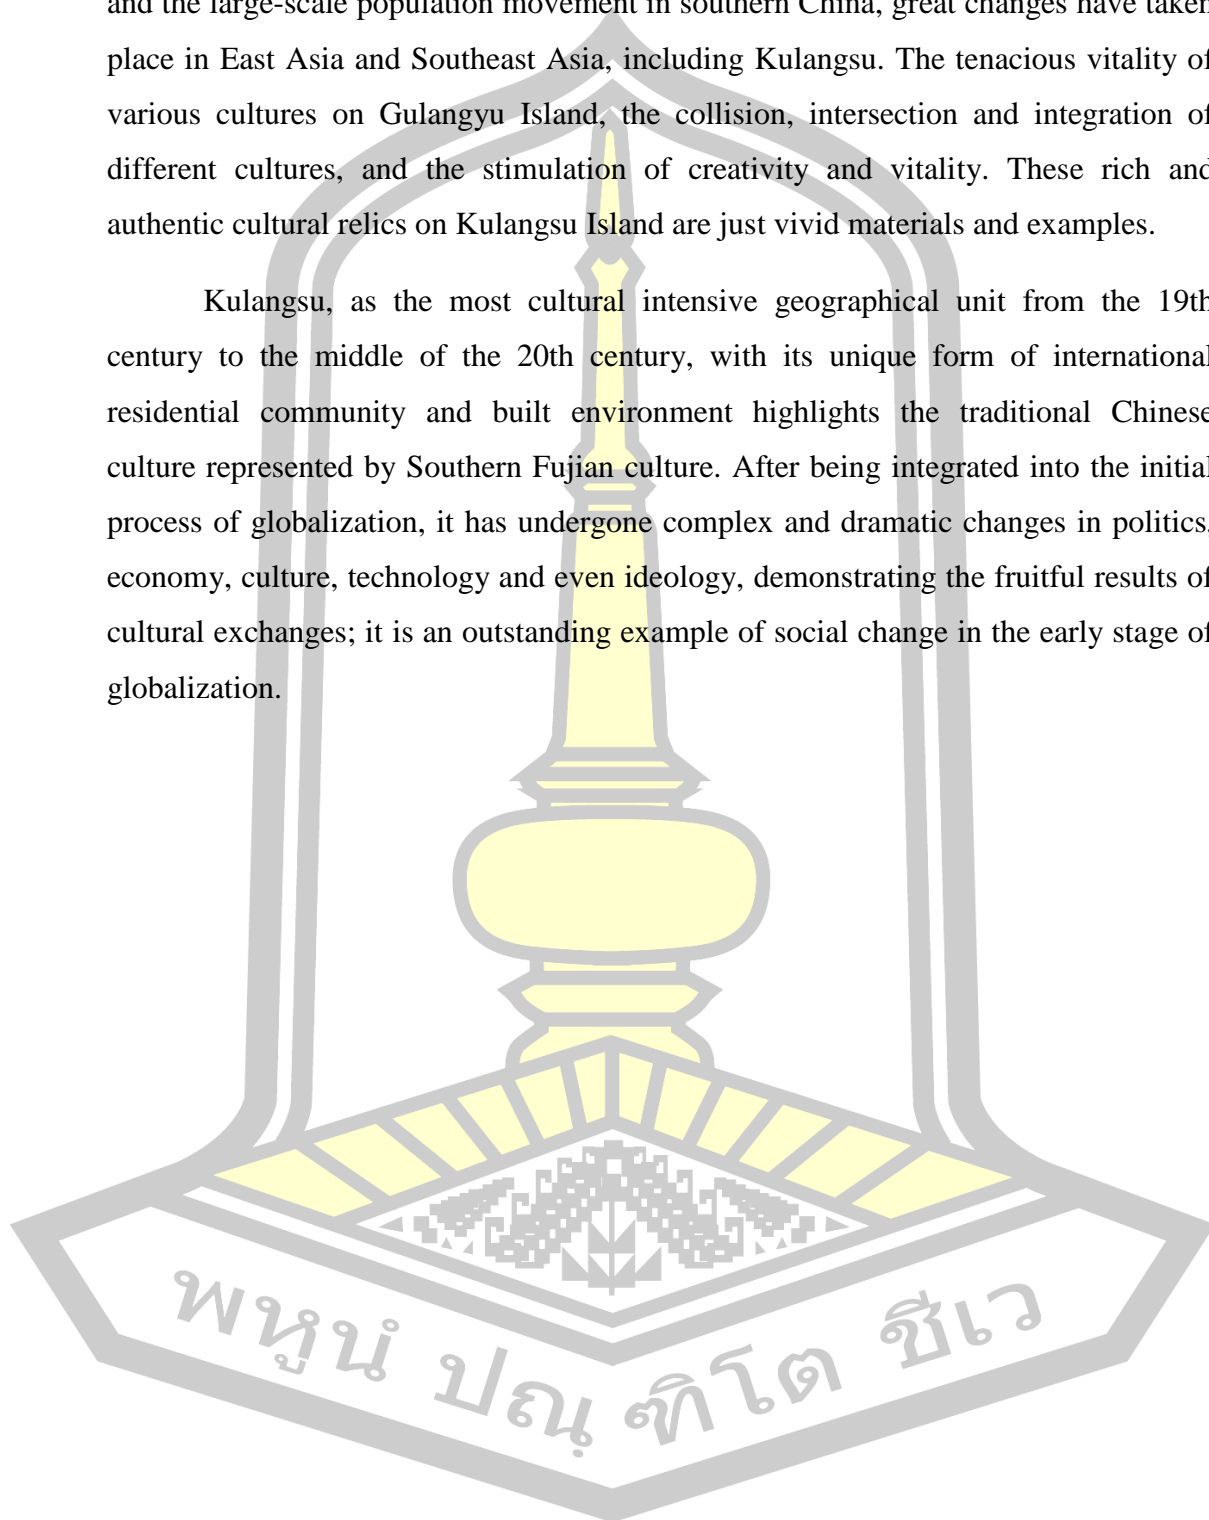 and the large-scale population movement in southern China, great changes have taken
place in East Asia and Southeast Asia, including Kulangsu. The tenacious vitality of
various cultures on Gulangyu Island, the collision, intersection and integration of
different cultures, and the stimulation of creativity and vitality. These rich and
authentic cultural relics on Kulangsu Island are just vivid materials and examples.
Kulangsu, as the most cultural intensive geographical unit from the 19th
century to the middle of the 20th century, with its unique form of international
residential community and built environment highlights the traditional Chinese
culture represented by Southern Fujian culture. After being integrated into the initial
process of globalization, it has undergone complex and dramatic changes in politics,
economy, culture, technology and even ideology, demonstrating the fruitful results of
cultural exchanges; it is an outstanding example of social change in the early stage of
globalization.
พหูนํ ปณฺฑิโต ชีเว